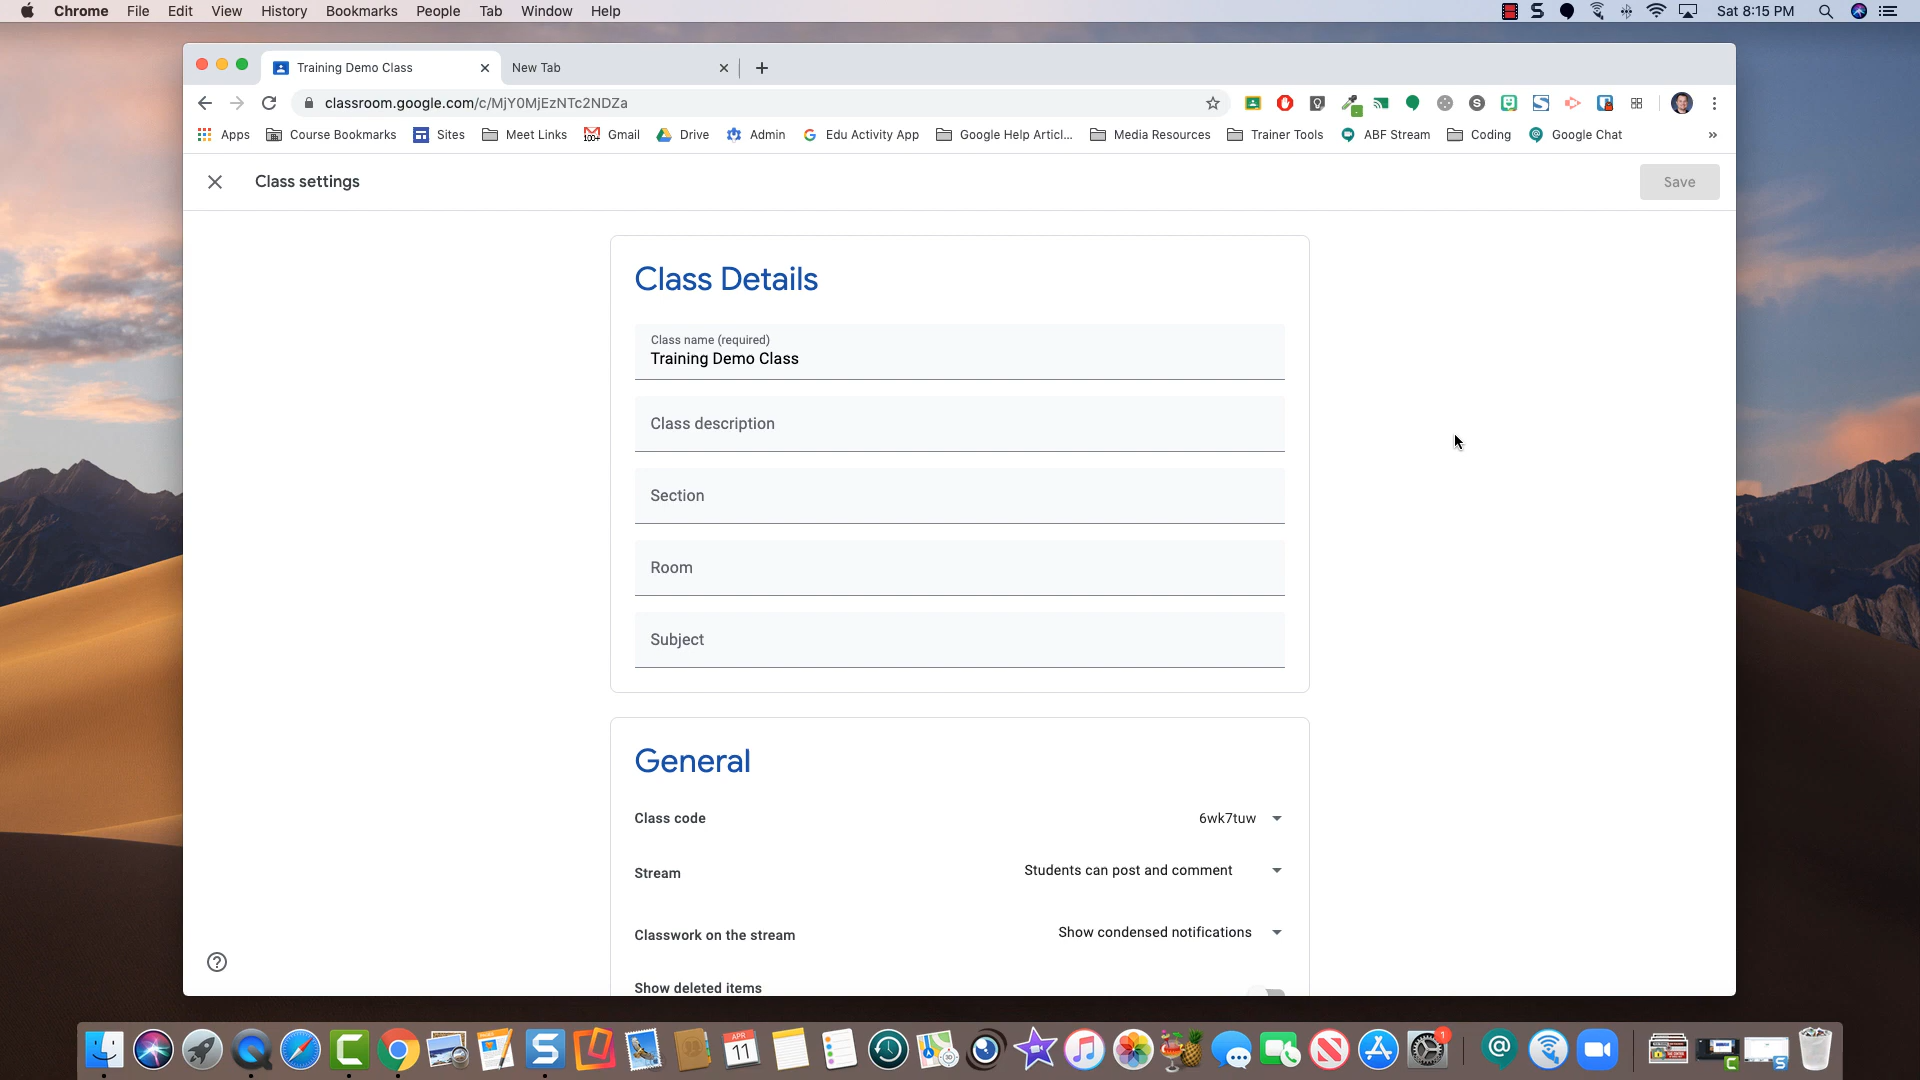 Chrome File Edit View History Bookmarks People Tab Window Help Sat 8:15 PM
Training Demo Class New Tab
classroom.google.com/c/MjY0MjEzNTc2NDZa
Apps Course Bookmarks Sites Meet Links Gmail Drive Admin Edu Activity App Google Help Articl... Media Resources Trainer Tools ABF Stream Coding Google Chat »
Class settings Save
Class Details
Class name (required)
Training Demo Class
Class description
Section
Room
Subject
General
Class code 6wk7tuw
Stream Students can post and comment
Classwork on the stream Show condensed notifications
Show deleted items
APR
11
1